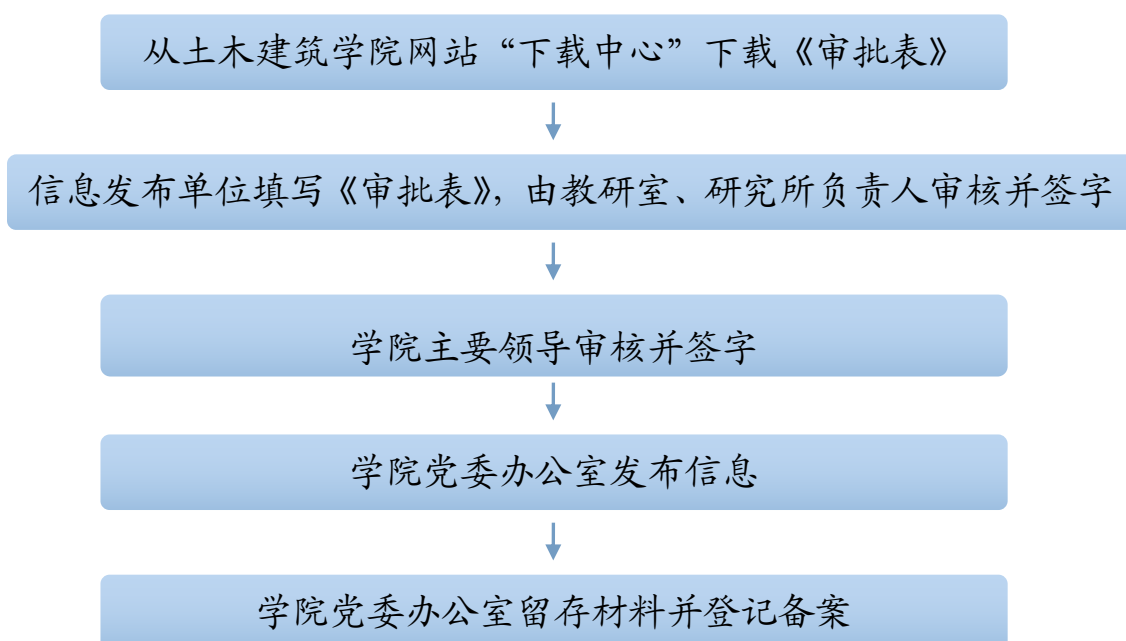 从土木建筑学院网站“下载中心”下载《审批表》
信息发布单位填写《审批表》，由教研室、研究所负责人审核并签字
学院主要领导审核并签字
学院党委办公室发布信息
学院党委办公室留存材料并登记备案